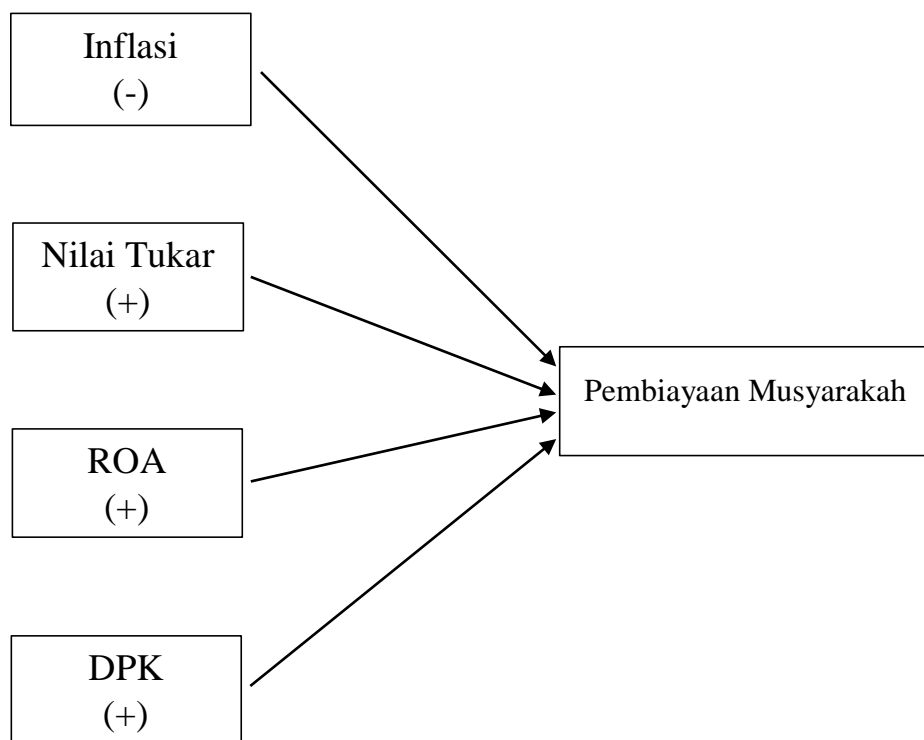 Inflasi
(-)
Nilai Tukar
(+)
ROA
(+)
DPK
(+)
Pembiayaan Musyarakah